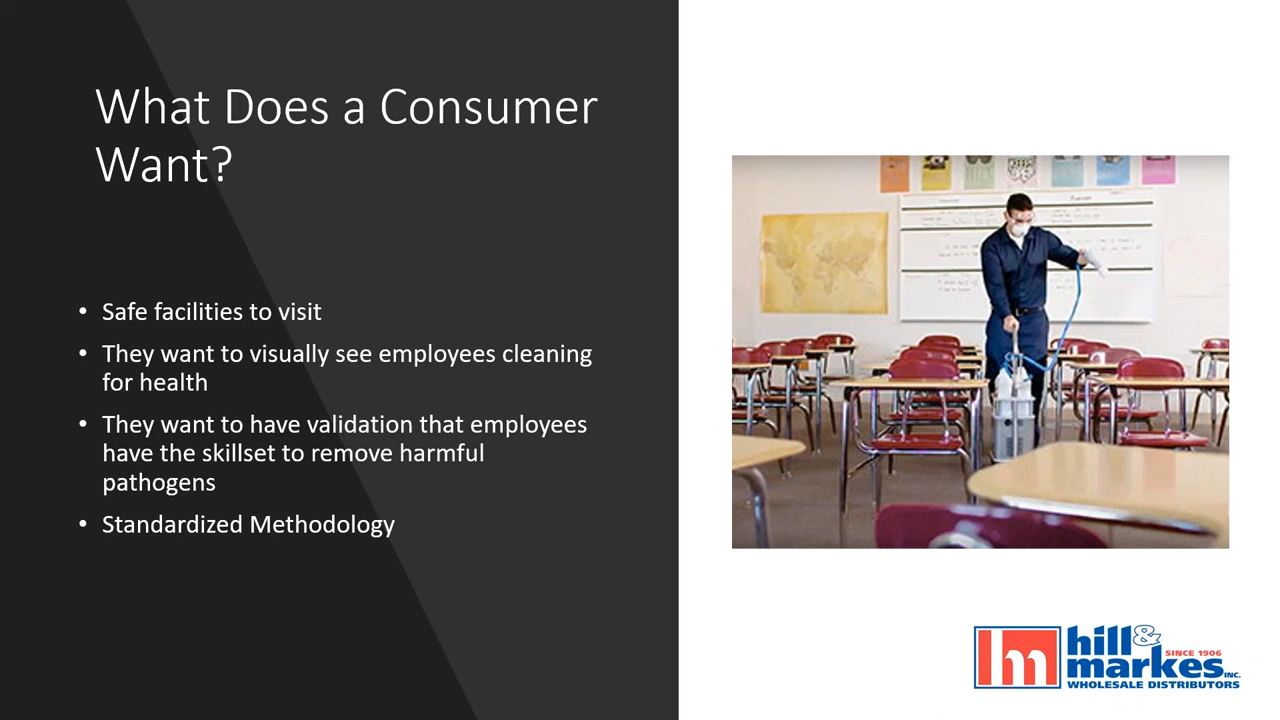 What Does a Consumer
Want?
• Safe facilities to visit
• They want to visually see employees cleaning
for health
• They want to have validation that employees
have the skillset to remove harmful
pathogens
• Standardized Methodology
KEEP
hm
hill &
SINCE 1906
markes INC.
WHOLESALE DISTRIBUTORS